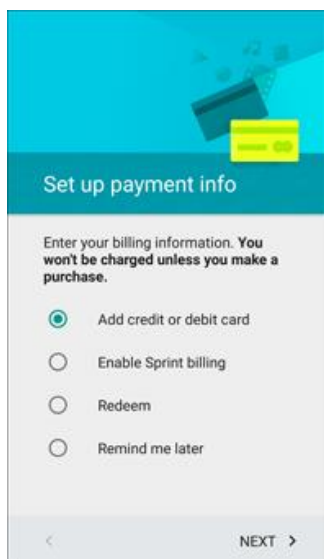 Set up payment info
Enter your billing information. You
won't be charged unless you make a
purchase.
Add credit or debit card
Enable Sprint billing
Redeem
Remind me later
NEXT